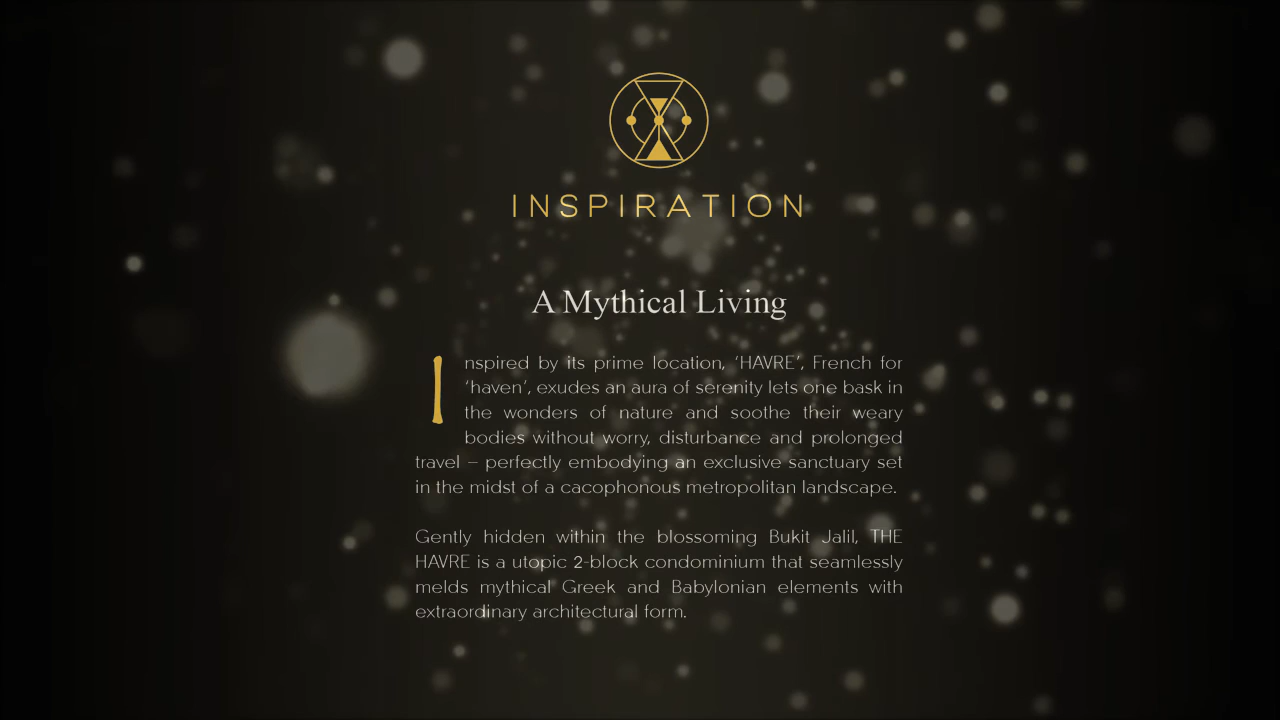 INSPIRATION
A Mythical Living
Inspired by its prime location, ‘HAVRE’, French for
‘haven’, exudes an aura of serenity lets one bask in
the wonders of nature and soothe their weary
bodies without worry, disturbance and prolonged
travel – perfectly embodying an exclusive sanctuary set
in the midst of a cacophonous metropolitan landscape.
Gently hidden within the blossoming Bukit Jalil, THE
HAVRE is a utopic 2-block condominium that seamlessly
melds mythical Greek and Babylonian elements with
extraordinary architectural form.